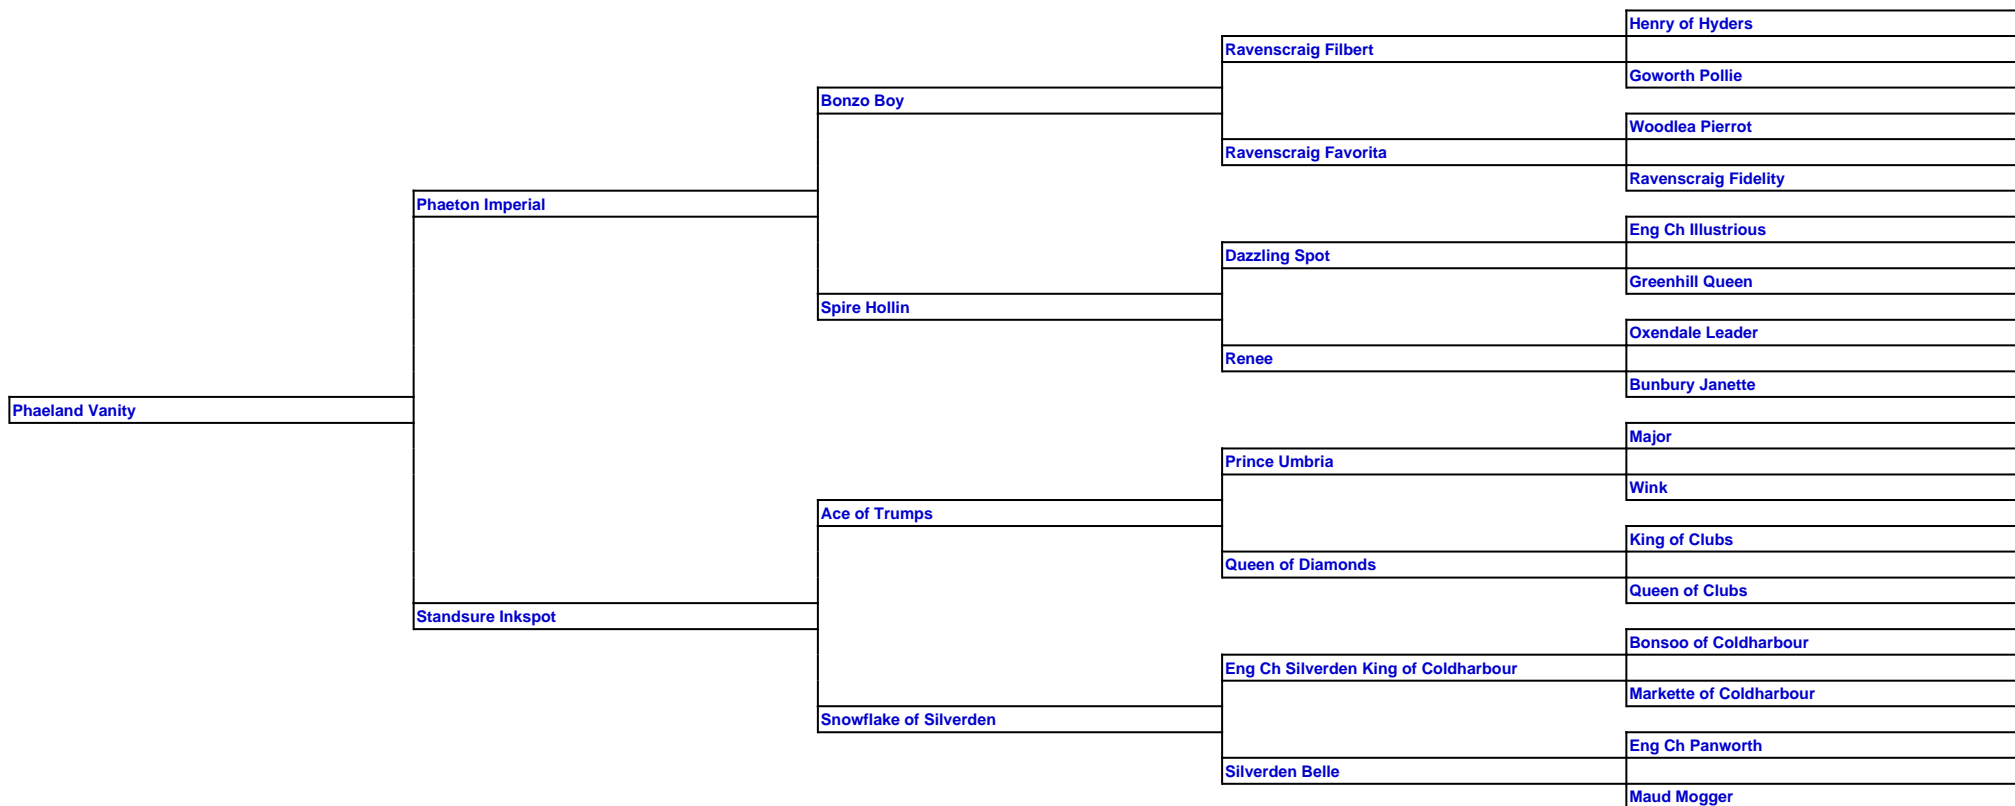 Henry of Hyders
Ravenscraig Filbert
Goworth Pollie
Bonzo Boy
Woodlea Pierrot
Ravenscraig Favorita
Ravenscraig Fidelity
Phaeton Imperial
Eng Ch Illustrious
Dazzling Spot
Greenhill Queen
Spire Hollin
Oxendale Leader
Renee
Bunbury Janette
Phaeland Vanity
Major
Prince Umbria
Wink
Ace of Trumps
King of Clubs
Queen of Diamonds
Queen of Clubs
Standsure Inkspot
Bonsoo of Coldharbour
Eng Ch Silverden King of Coldharbour
Markette of Coldharbour
Snowflake of Silverden
Eng Ch Panworth
Silverden Belle
Maud Mogger